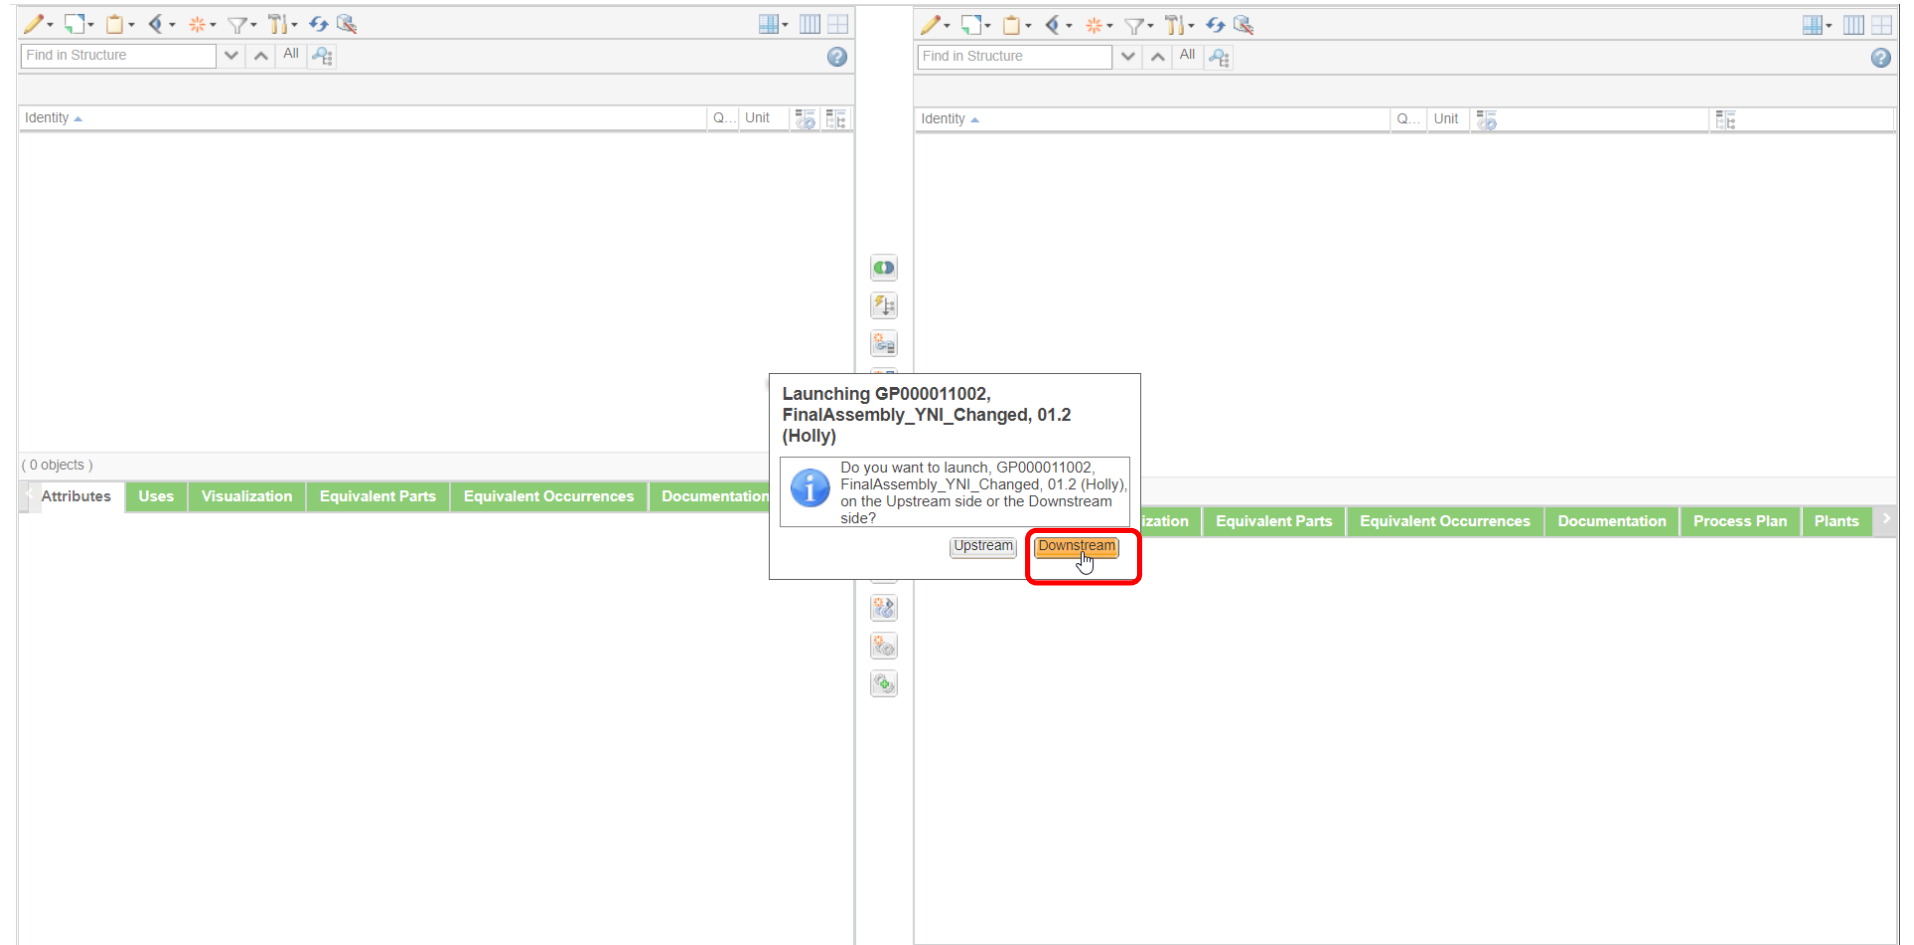 Find in Structure
All
Identity
Q... Unit
( 0 objects )
Attributes Uses Visualization Equivalent Parts Equivalent Occurrences Documentation
Find in Structure
All
Identity
Q... Unit
ization Equivalent Parts Equivalent Occurrences Documentation Process Plan Plants
Launching GP000011002,
FinalAssembly_YNI_Changed, 01.2
(Holly)
Do you want to launch, GP000011002,
FinalAssembly_YNI_Changed, 01.2 (Holly),
on the Upstream side or the Downstream
side?
Upstream Downstream